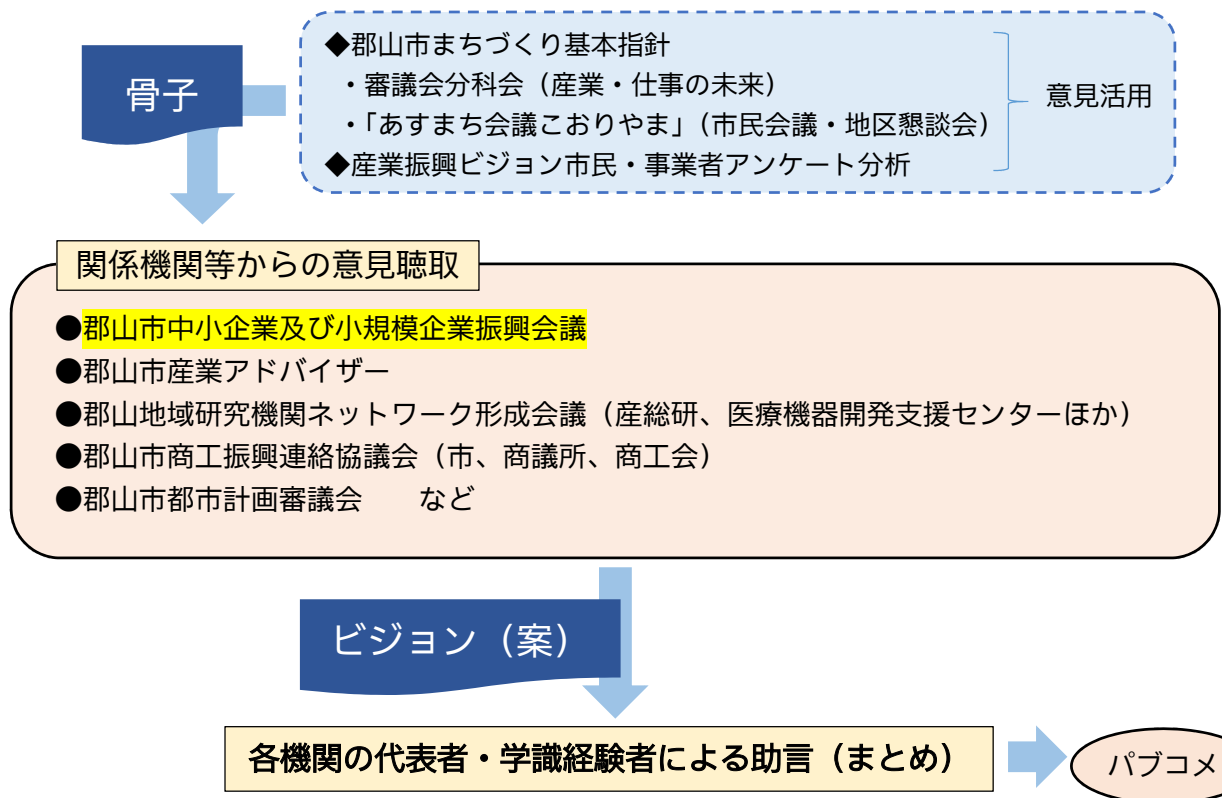 骨子
◆郡山市まちづくり基本指針
・審議会分科会（産業・仕事の未来）
・「あすまち会議こおりやま」（市民会議・地区懇談会）
◆産業振興ビジョン市民・事業者アンケート分析
意見活用
関係機関等からの意見聴取
●郡山市中小企業及び小規模企業振興会議
●郡山市産業アドバイザー
●郡山地域研究機関ネットワーク形成会議（産総研、医療機器開発支援センターほか）
●郡山市商工振興連絡協議会（市、商議所、商工会）
●郡山市都市計画審議会　　など
ビジョン（案）
各機関の代表者・学識経験者による助言（まとめ）
パブコメ